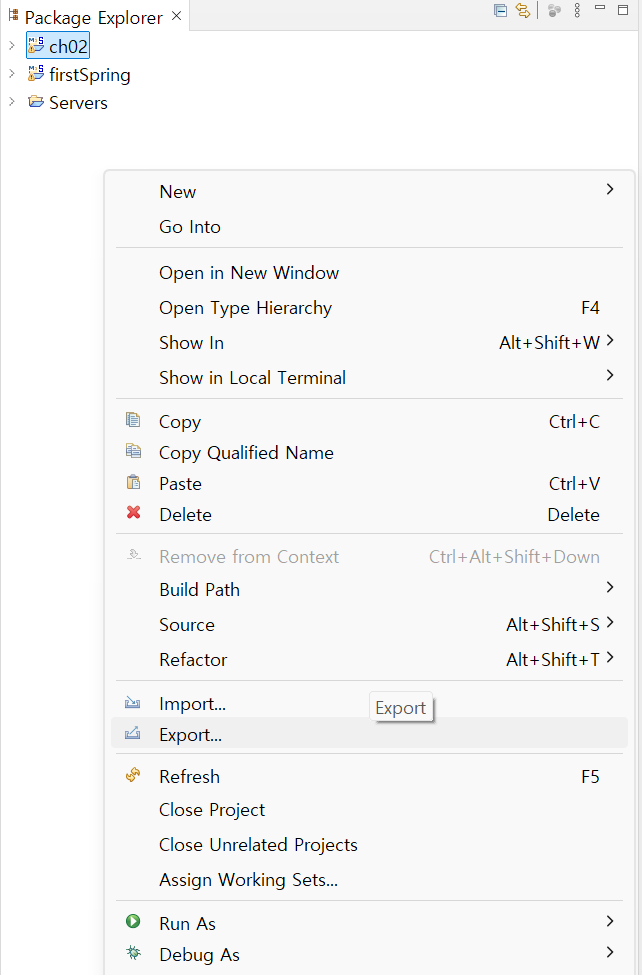 Package Explorer
ch02
firstSpring
Servers
New
Go Into
Open in New Window
Open Type Hierarchy F4
Show In Alt+Shift+W
Show in Local Terminal
Copy Ctrl+C
Copy Qualified Name
Paste Ctrl+V
Delete Delete
Remove from Context Ctrl+Alt+Shift+Down
Build Path
Source Alt+Shift+S
Refactor Alt+Shift+T
Import...
Export
Export...
Refresh F5
Close Project
Close Unrelated Projects
Assign Working Sets...
Run As
Debug As